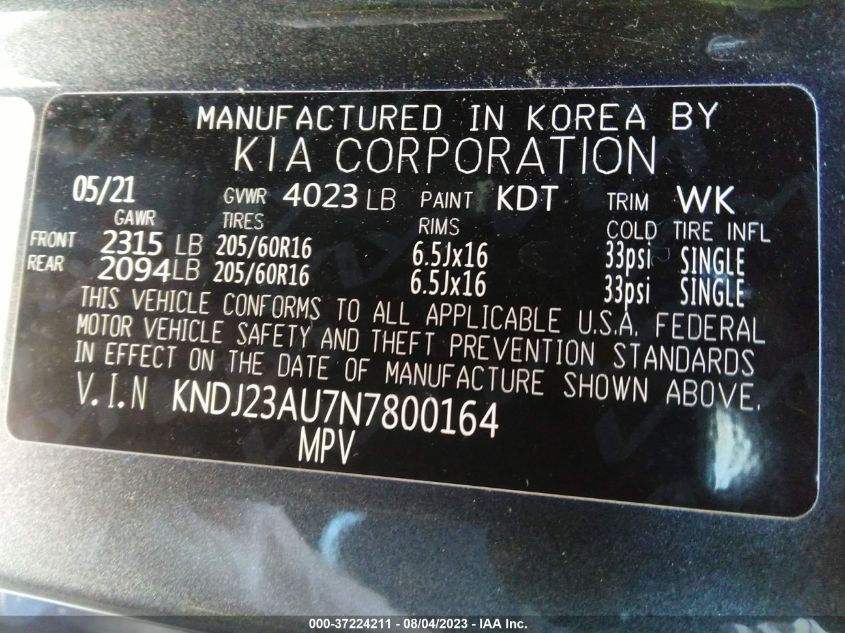 MANUFACTURED IN KOREA BY
KIA CORPORATION
05/21 GVWR 4023 LB PAINT KDT TRIM WK
GAWR TIRES RIMS COLD TIRE INFL
FRONT 2315 LB 205/60R16 6.5Jx16 33psi SINGLE
REAR 2094 LB 205/60R16 6.5Jx16 33psi SINGLE
THIS VEHICLE CONFORMS TO ALL APPLICABLE U.S.A. FEDERAL
MOTOR VEHICLE SAFETY AND THEFT PREVENTION STANDARDS
IN EFFECT ON THE DATE OF MANUFACTURE SHOWN ABOVE.
V.I.N KNDJ23AU7N7800164
MPV
000-37224211 - 08/04/2023 - IAA Inc.